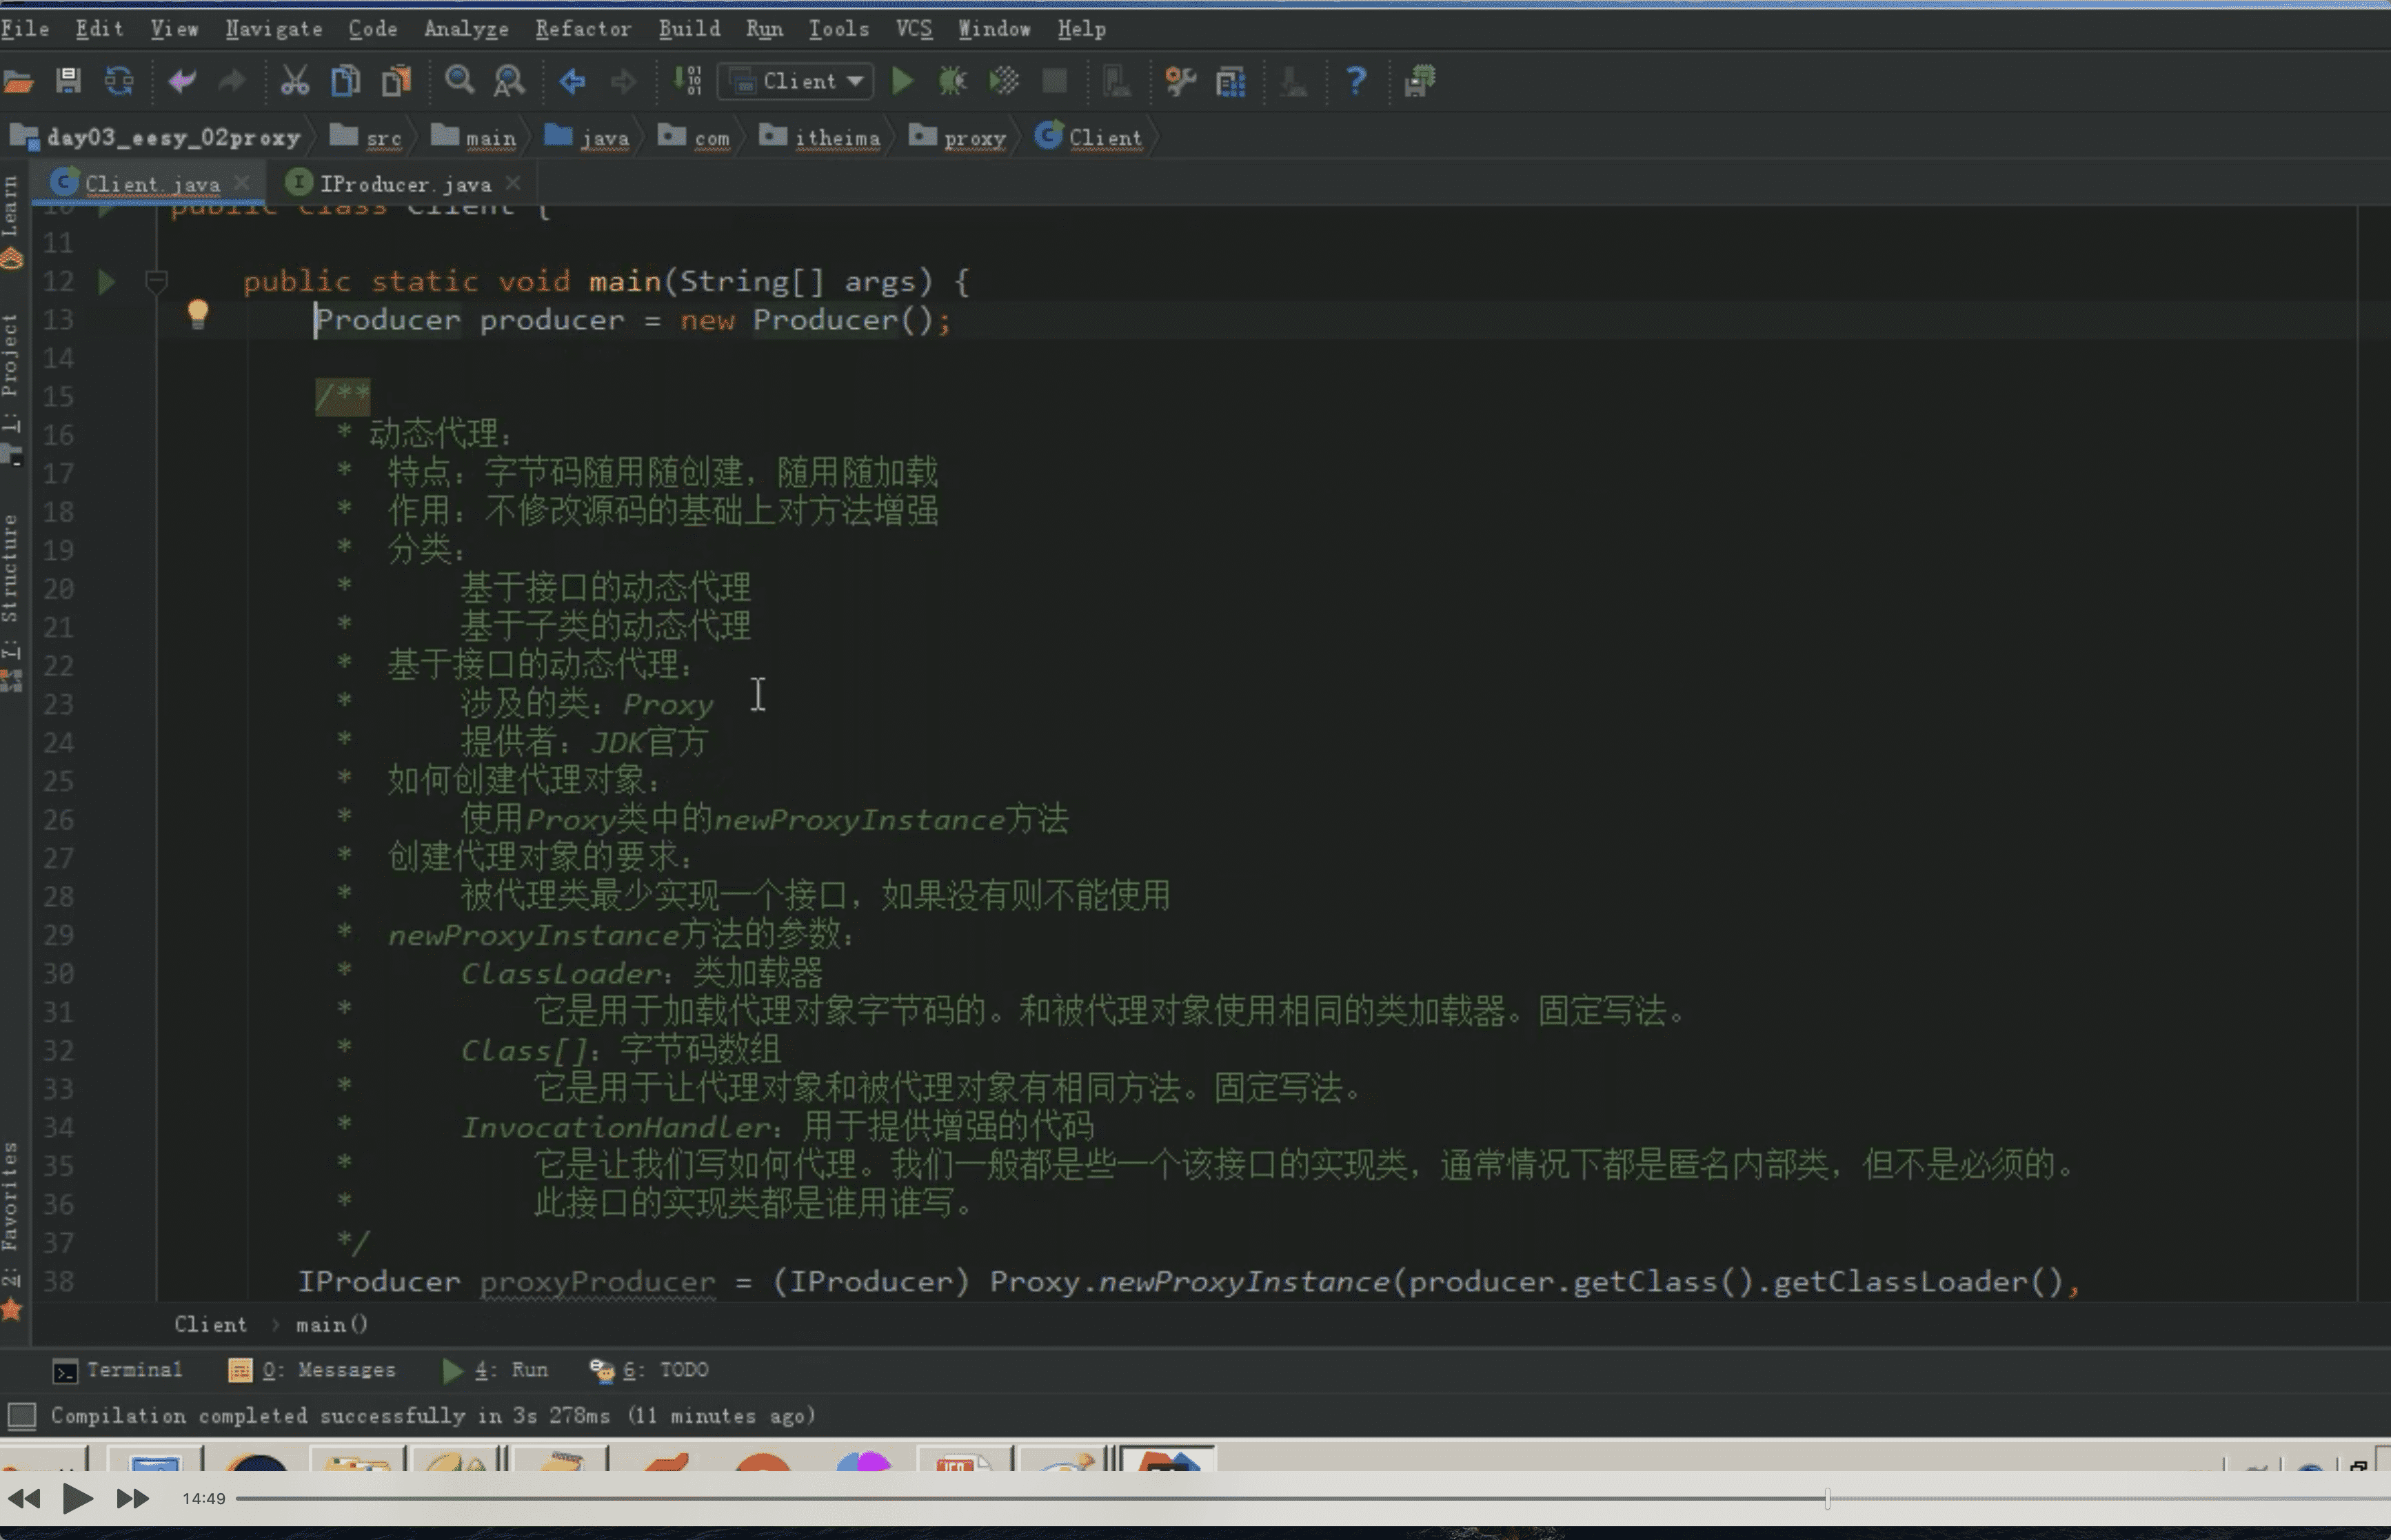 File Edit View Navigate Code Analyze Refactor Build Run Tools VCS Window Help
Client
day03_eesy_02proxy src main java com itheima proxy Client
Client.java IProducer.java
Learn
1: Project
7: Structure
2: Favorites
10 public class Client {
11
12 public static void main(String[] args) {
13 Producer producer = new Producer();
14
15 /**
16 * 动态代理：
17 * 特点：字节码随用随创建，随用随加载
18 * 作用：不修改源码的基础上对方法增强
19 * 分类：
20 * 基于接口的动态代理
21 * 基于子类的动态代理
22 * 基于接口的动态代理：
23 * 涉及的类：Proxy
24 * 提供者：JDK官方
25 * 如何创建代理对象：
26 * 使用Proxy类中的newProxyInstance方法
27 * 创建代理对象的要求：
28 * 被代理类最少实现一个接口，如果没有则不能使用
29 * newProxyInstance方法的参数：
30 * ClassLoader：类加载器
31 * 它是用于加载代理对象字节码的。和被代理对象使用相同的类加载器。固定写法。
32 * Class[]：字节码数组
33 * 它是用于让代理对象和被代理对象有相同方法。固定写法。
34 * InvocationHandler：用于提供增强的代码
35 * 它是让我们写如何代理。我们一般都是些一个该接口的实现类，通常情况下都是匿名内部类，但不是必须的。
36 * 此接口的实现类都是谁用谁写。
37 */
38 IProducer proxyProducer = (IProducer) Proxy.newProxyInstance(producer.getClass().getClassLoader(),
Client › main()
Terminal 0: Messages 4: Run 6: TODO
Compilation completed successfully in 3s 278ms (11 minutes ago)
14:49